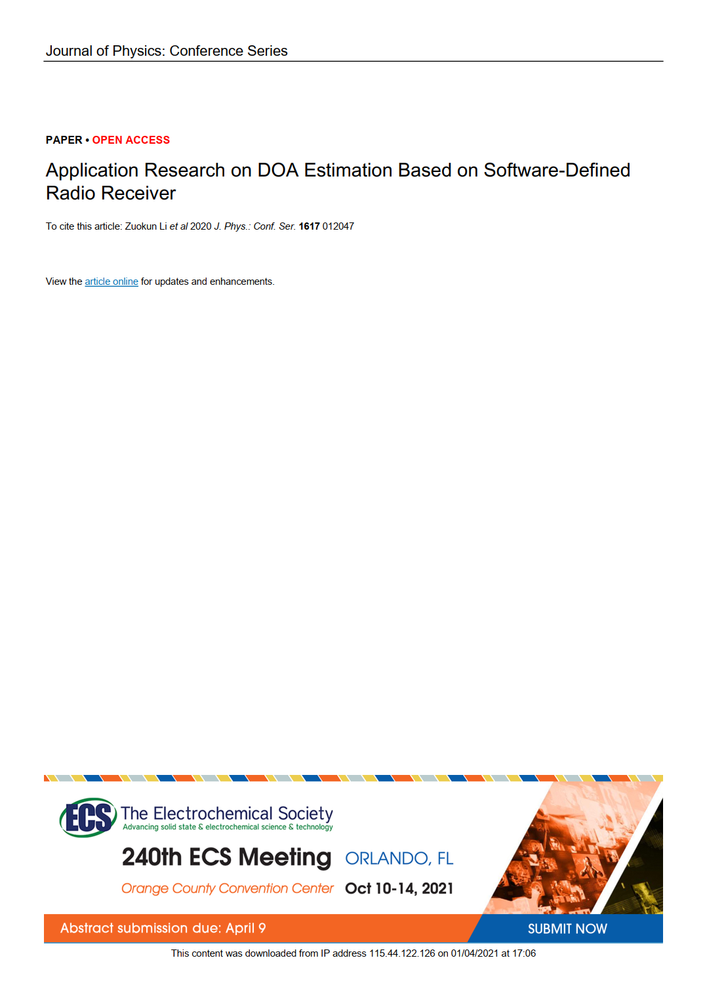 Journal of Physics: Conference Series
PAPER • OPEN ACCESS
Application Research on DOA Estimation Based on Software-Defined
Radio Receiver
To cite this article: Zuokun Li et al 2020 J. Phys.: Conf. Ser. 1617 012047
View the article online for updates and enhancements.
ECS The Electrochemical Society
Advancing solid state & electrochemical science & technology
240th ECS Meeting ORLANDO, FL
Orange County Convention Center Oct 10-14, 2021
Abstract submission due: April 9 SUBMIT NOW
This content was downloaded from IP address 115.44.122.126 on 01/04/2021 at 17:06